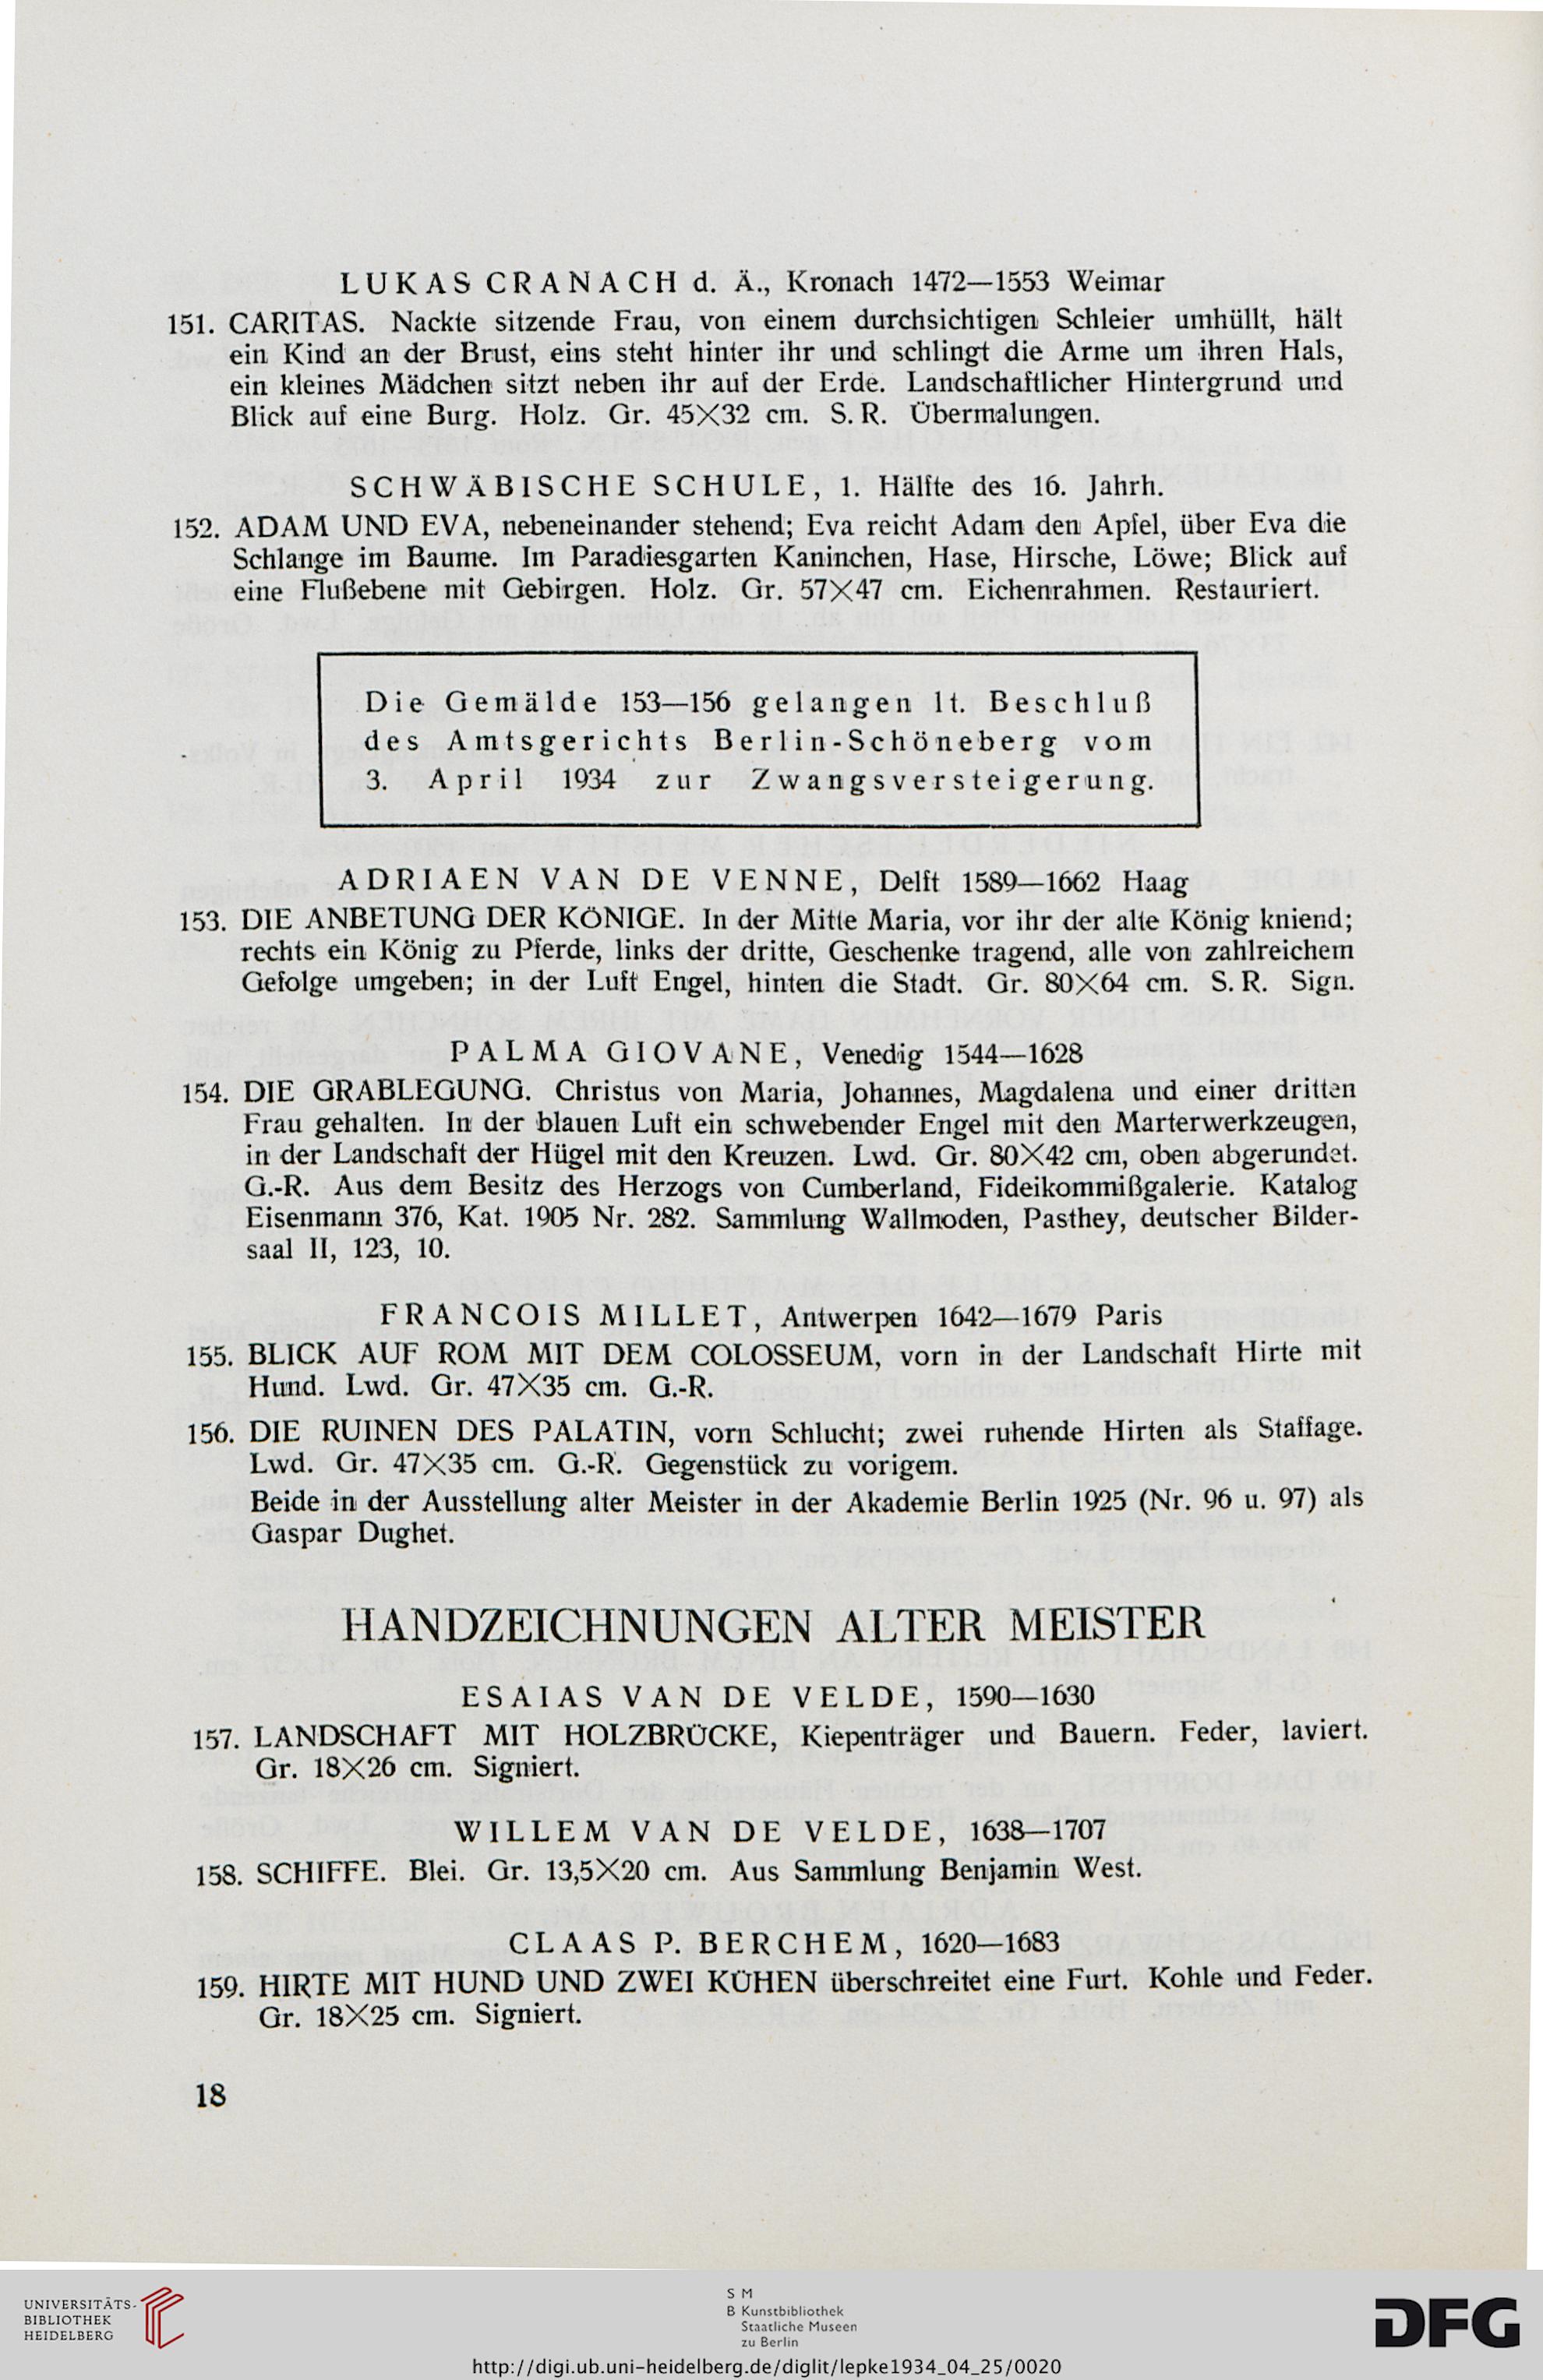 LUKAS CRANACH d. Ä., Kronach 1472—1553 Weimar
151. CARITAS. Nackte sitzende Frau, von einem durchsichtigen Schleier umhüllt, hält
ein Kind an der Brust, eins steht hinter ihr und schlingt die Arme um ihren Hals,
ein kleines Mädchen sitzt neben ihr auf der Erde. Landschaftlicher Hintergrund und
Blick auf eine Burg. Holz. Gr. 45×32 cm. S. R. Übermalungen.
SCHWÄBISCHE SCHULE, 1. Hälfte des 16. Jahrh.
152. ADAM UND EVA, nebeneinander stehend; Eva reicht Adam den Apfel, über Eva die
Schlange im Baume. Im Paradiesgarten Kaninchen, Hase, Hirsche, Löwe; Blick auf
eine Flußebene mit Gebirgen. Holz. Gr. 57×47 cm. Eichenrahmen. Restauriert.
Die Gemälde 153—156 gelangen lt. Beschluß
des Amtsgerichts Berlin-Schöneberg vom
3. April 1934 zur Zwangsversteigerung.
ADRIAEN VAN DE VENNE, Delft 1589—1662 Haag
153. DIE ANBETUNG DER KÖNIGE. In der Mitte Maria, vor ihr der alte König kniend;
rechts ein König zu Pferde, links der dritte, Geschenke tragend, alle von zahlreichem
Gefolge umgeben; in der Luft Engel, hinten die Stadt. Gr. 80×64 cm. S. R. Sign.
PALMA GIOVANE, Venedig 1544—1628
154. DIE GRABLEGUNG. Christus von Maria, Johannes, Magdalena und einer dritten
Frau gehalten. In der blauen Luft ein schwebender Engel mit den Marterwerkzeugen,
in der Landschaft der Hügel mit den Kreuzen. Lwd. Gr. 80×42 cm, oben abgerundet.
G.-R. Aus dem Besitz des Herzogs von Cumberland, Fideikommißgalerie. Katalog
Eisenmann 376, Kat. 1905 Nr. 282. Sammlung Wallmoden, Pasthey, deutscher Bilder-
saal II, 123, 10.
FRANCOIS MILLET, Antwerpen 1642—1679 Paris
155. BLICK AUF ROM MIT DEM COLOSSEUM, vorn in der Landschaft Hirte mit
Hund. Lwd. Gr. 47×35 cm. G.-R.
156. DIE RUINEN DES PALATIN, vorn Schlucht; zwei ruhende Hirten als Staffage.
Lwd. Gr. 47×35 cm. G.-R. Gegenstück zu vorigem.
Beide in der Ausstellung alter Meister in der Akademie Berlin 1925 (Nr. 96 u. 97) als
Gaspar Dughet.
HANDZEICHNUNGEN ALTER MEISTER
ESAIAS VAN DE VELDE, 1590—1630
157. LANDSCHAFT MIT HOLZBRÜCKE, Kiepenträger und Bauern. Feder, laviert.
Gr. 18×26 cm. Signiert.
WILLEM VAN DE VELDE, 1638—1707
158. SCHIFFE. Blei. Gr. 13,5×20 cm. Aus Sammlung Benjamin West.
CLAAS P. BERCHEM, 1620—1683
159. HIRTE MIT HUND UND ZWEI KÜHEN überschreitet eine Furt. Kohle und Feder.
Gr. 18×25 cm. Signiert.
18
UNIVERSITÄTS-
BIBLIOTHEK
HEIDELBERG
S M
B Kunstbibliothek
Staatliche Museen
zu Berlin
DFG
http://digi.ub.uni-heidelberg.de/diglit/lepke1934_04_25/0020